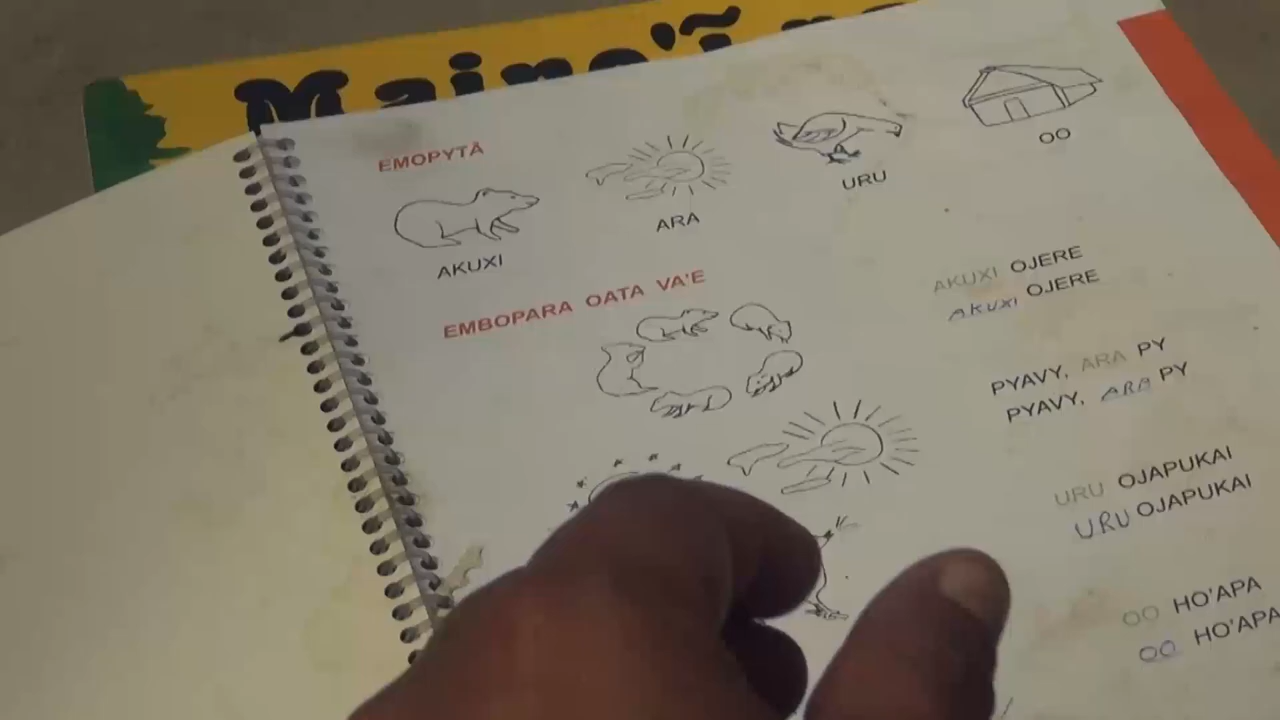 EMOPYTÃ
AKUXI
ARA
URU
OO
EMBOPARA OATA VA'E
AKUXI OJERE
AKUXI OJERE
PYAVY, ARA PY
PYAVY, ARA PY
URU OJAPUKAI
URU OJAPUKAI
OO HO'APA
OO HO'APA